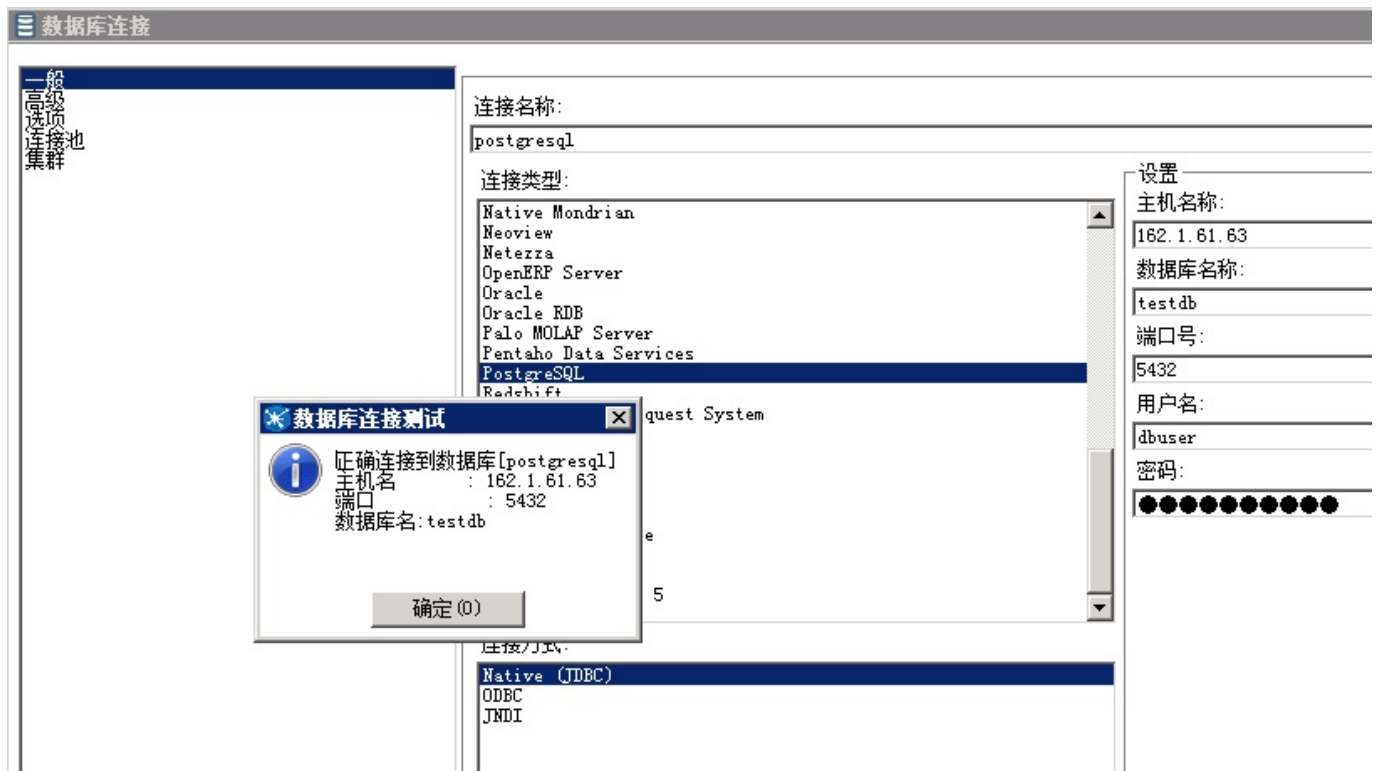 数据库连接
一般
高级
选项
连接池
集群
连接名称:
postgresql
连接类型:
Native Mondrian
Neoview
Netezza
OpenERP Server
Oracle
Oracle RDB
Palo MOLAP Server
Pentaho Data Services
PostgreSQL
Redshift
quest System
e
5
数据库连接测试
正确连接到数据库[postgresql]
主机名 : 162.1.61.63
端口 : 5432
数据库名:testdb
确定(O)
连接方式:
Native (JDBC)
ODBC
JNDI
设置
主机名称:
162.1.61.63
数据库名称:
testdb
端口号:
5432
用户名:
dbuser
密码:
●●●●●●●●●●